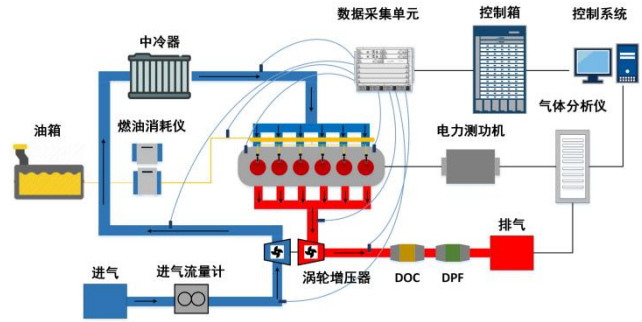 数据采集单元
控制箱
控制系统
中冷器
气体分析仪
油箱
燃油消耗仪
电力测功机
排气
进气
进气流量计
涡轮增压器
DOC
DPF